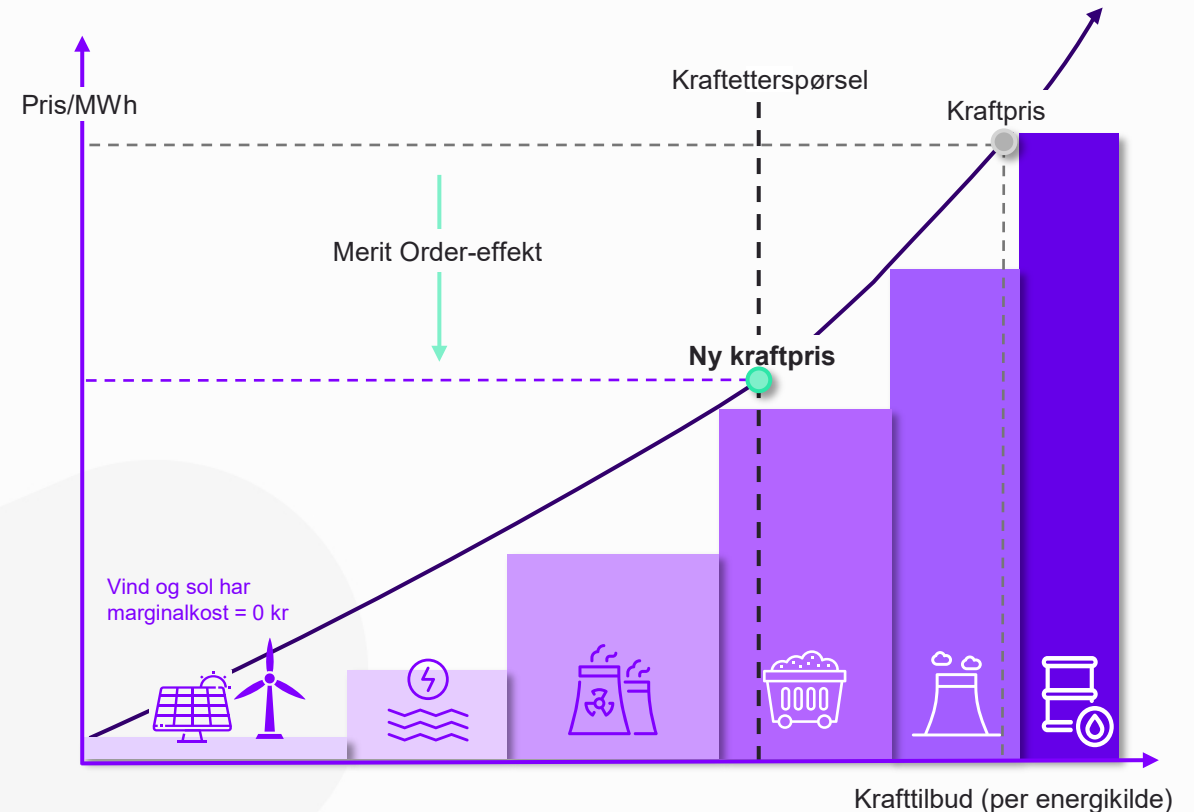 Kraftetterspørsel
Pris/MWh
Kraftpris
Merit Order-effekt
Ny kraftpris
Vind og sol har
marginalkost = 0 kr
Krafttilbud (per energikilde)